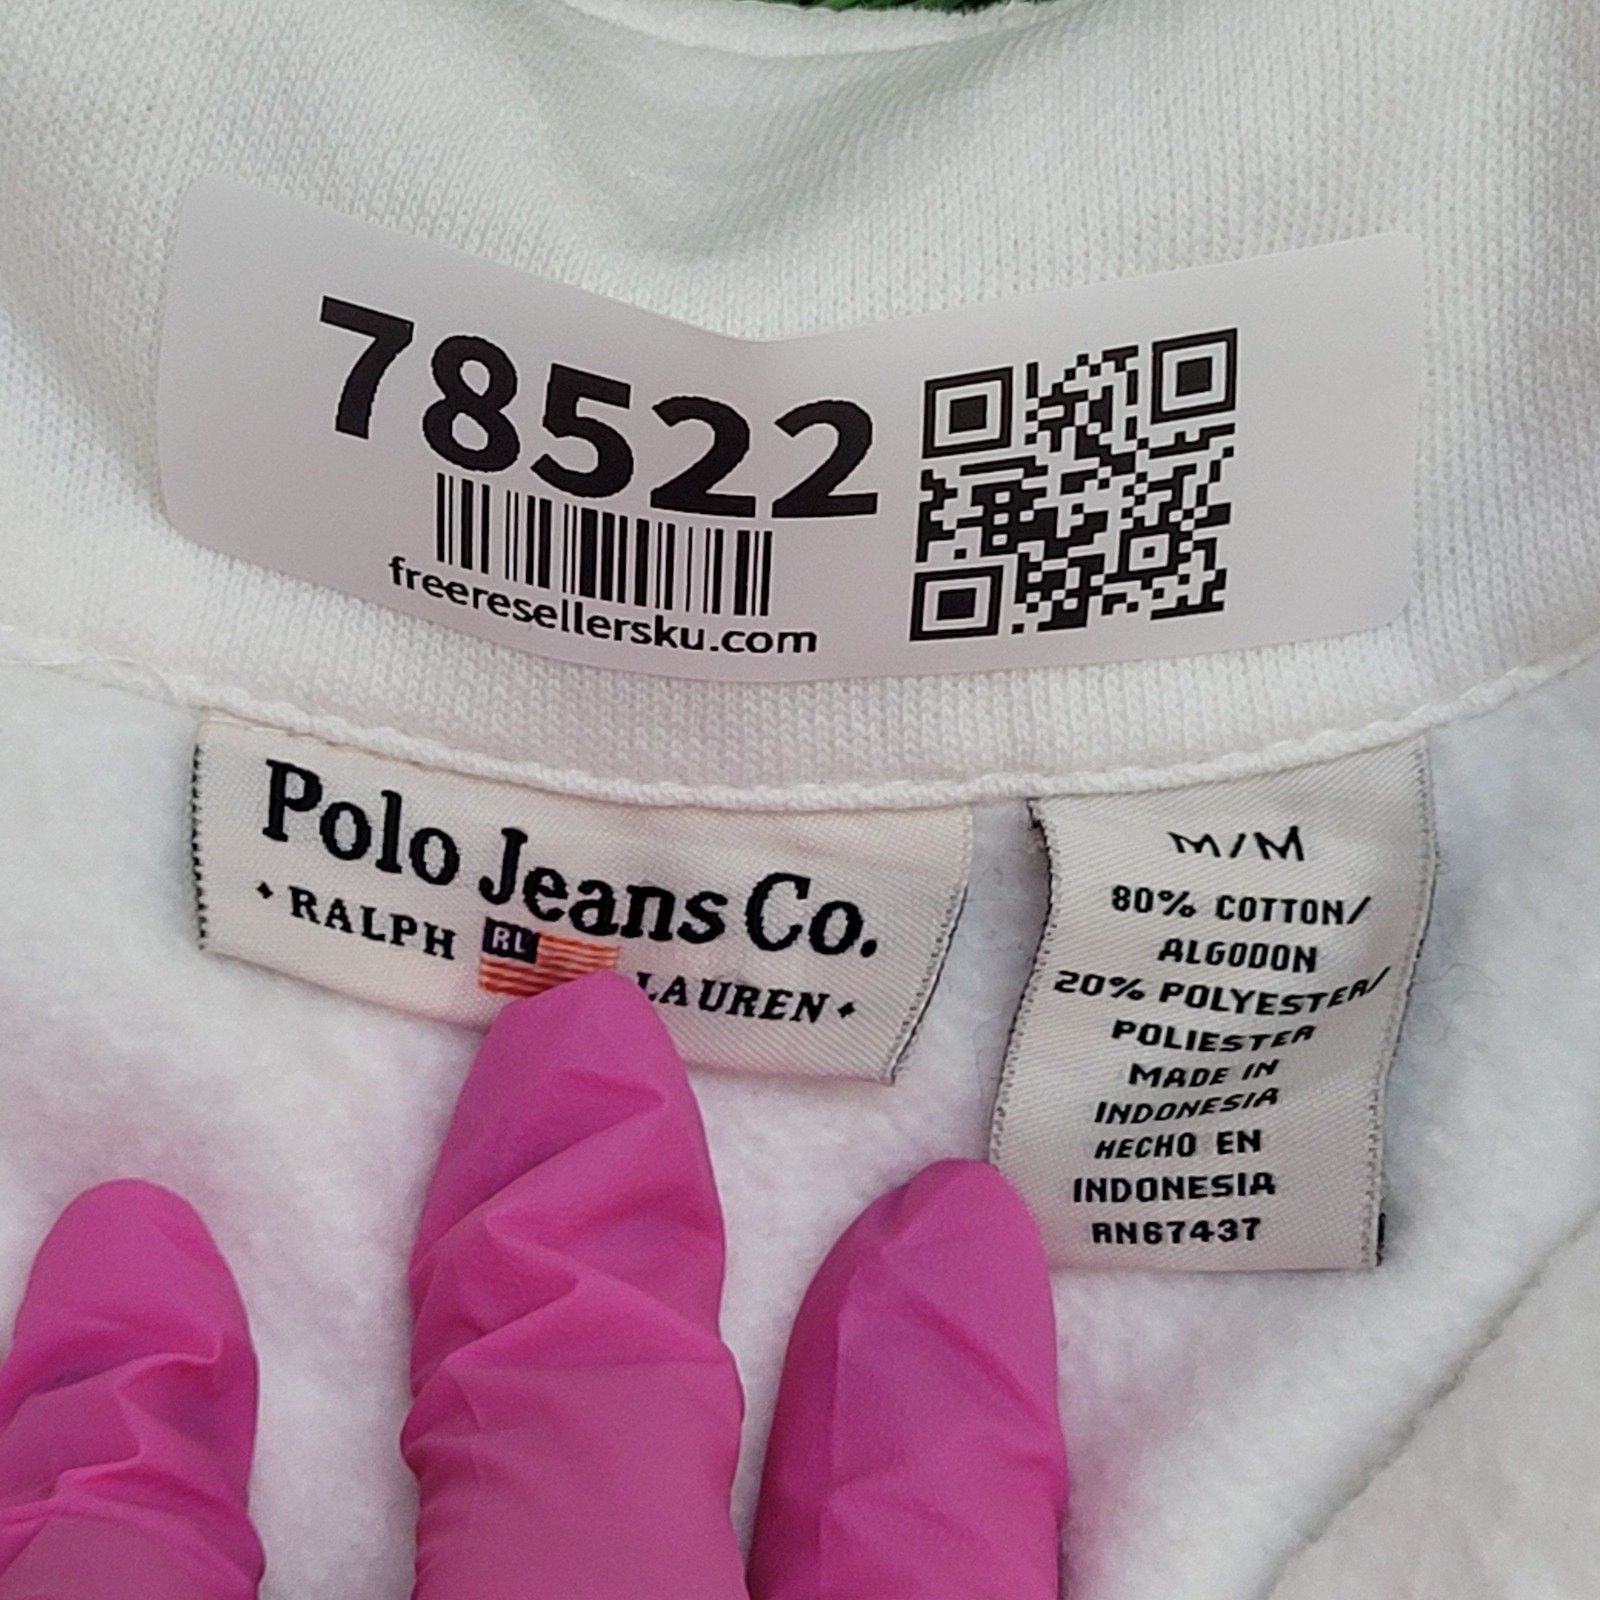 78522
freeresellersku.com
Polo Jeans Co.
RALPH RL LAUREN
M/M
80% COTTON/
ALGODON
20% POLYESTER/
POLIESTER
MADE IN
INDONESIA
HECHO EN
INDONESIA
RN67437